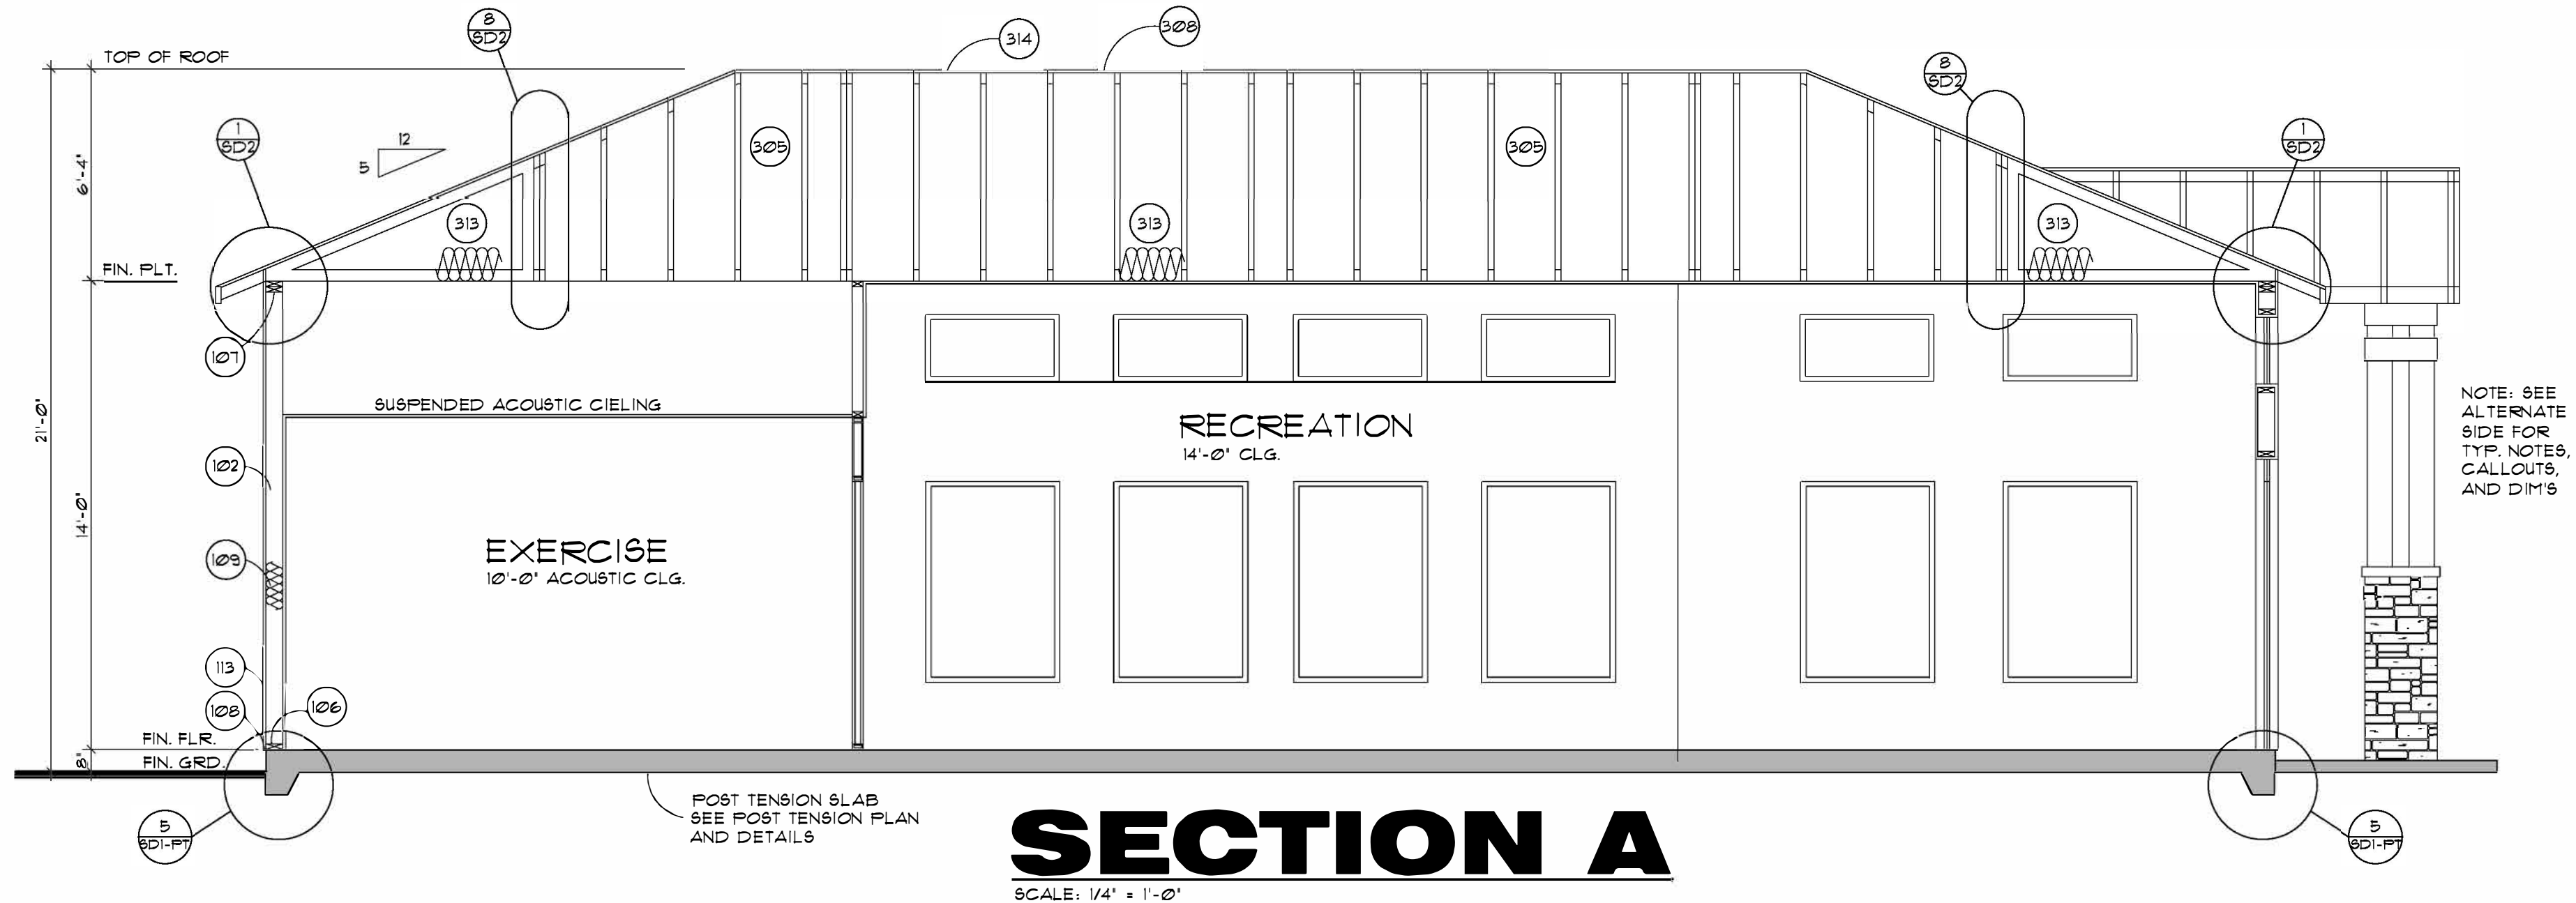 8
SD2
314
308
TOP OF ROOF
8
SD2
1
SD2
12
5
305
305
1
SD2
6'-4"
313
313
313
FIN. PLT.
107
SUSPENDED ACOUSTIC CIELING
21'-0"
RECREATION
14'-0" CLG.
NOTE: SEE
ALTERNATE
SIDE FOR
TYP. NOTES,
CALLOUTS,
AND DIM'S
102
14'-0"
EXERCISE
10'-0" ACOUSTIC CLG.
109
113
108
106
FIN. FLR.
8"
FIN. GRD.
POST TENSION SLAB
SEE POST TENSION PLAN
AND DETAILS
5
SD1-PT
5
SD1-PT
SECTION A
SCALE: 1/4" = 1'-0"